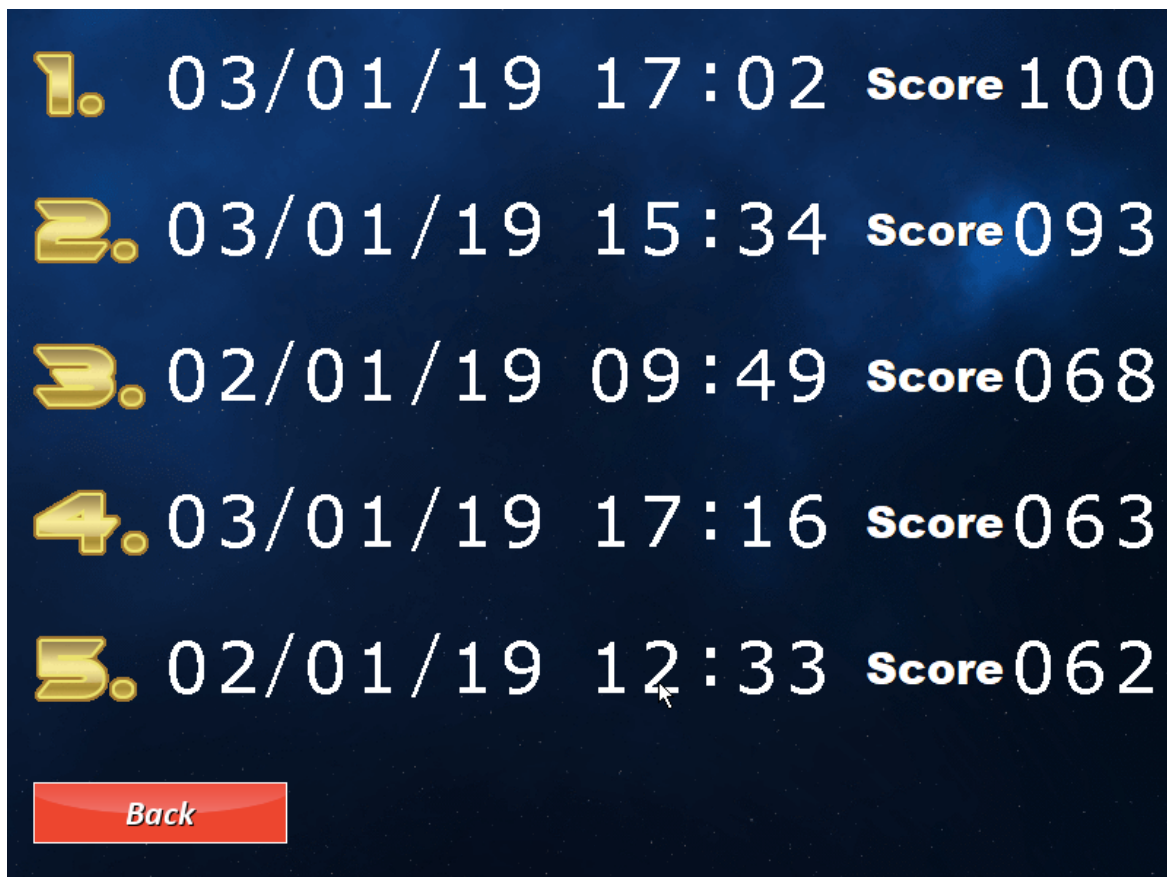 1. 03/01/19 17:02 Score 100
2. 03/01/19 15:34 Score 093
3. 02/01/19 09:49 Score 068
4. 03/01/19 17:16 Score 063
5. 02/01/19 12:33 Score 062
Back